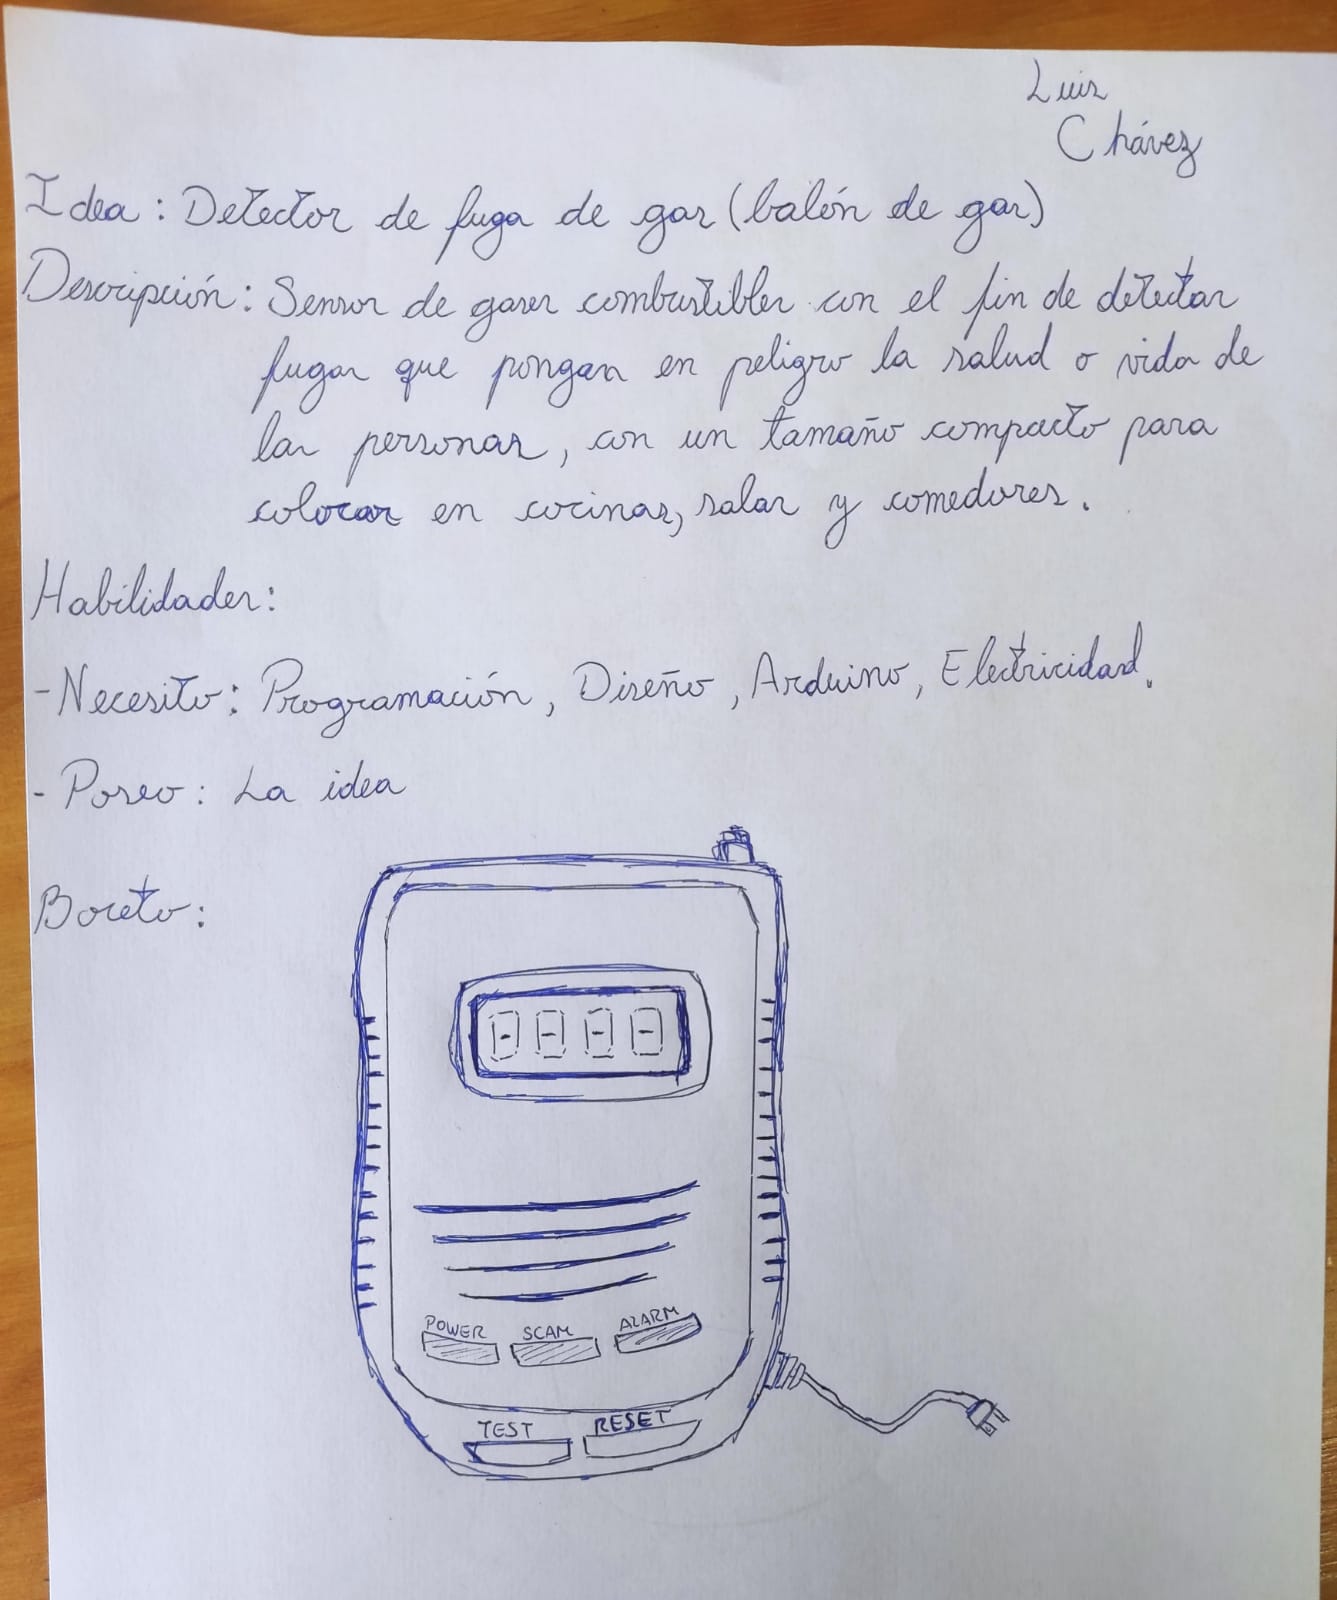 Luis
Chávez
Idea: Detector de fuga de gas (balón de gas)
Descripción: Sensor de gases combustibles con el fin de detectar
fugas que pongan en peligro la salud o vida de
las personas, con un tamaño compacto para
colocar en cocinas, salas y comedores.
Habilidades:
- Necesito: Programación, Diseño, Arduino, Electricidad.
- Poseo: La idea
Boceto:
POWER SCAM ALARM
TEST RESET